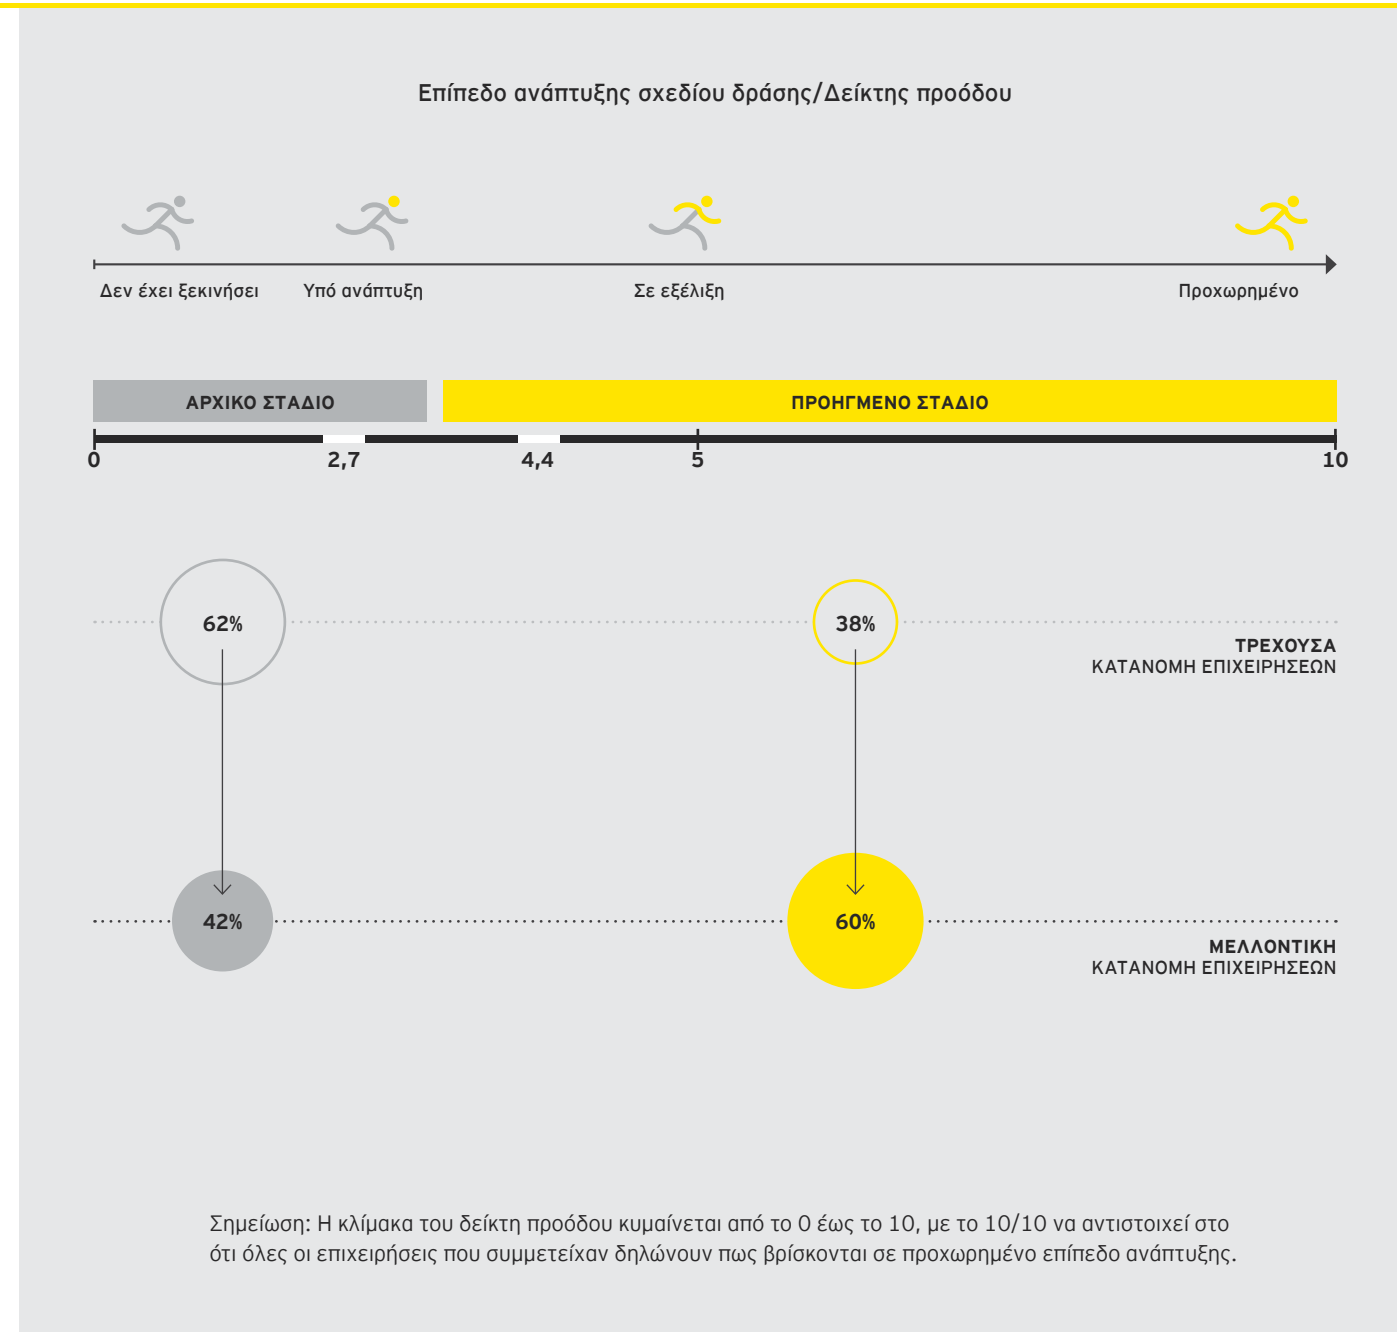 Επίπεδο ανάπτυξης σχεδίου δράσης/Δείκτης προόδου
Δεν έχει ξεκινήσει
Υπό ανάπτυξη
Σε εξέλιξη
Προχωρημένο
ΑΡΧΙΚΟ ΣΤΑΔΙΟ
ΠΡΟΗΓΜΕΝΟ ΣΤΑΔΙΟ
0
2,7
4,4
5
10
62%
38%
ΤΡΕΧΟΥΣΑ
ΚΑΤΑΝΟΜΗ ΕΠΙΧΕΙΡΗΣΕΩΝ
42%
60%
ΜΕΛΛΟΝΤΙΚΗ
ΚΑΤΑΝΟΜΗ ΕΠΙΧΕΙΡΗΣΕΩΝ
Σημείωση: Η κλίμακα του δείκτη προόδου κυμαίνεται από το 0 έως το 10, με το 10/10 να αντιστοιχεί στο
ότι όλες οι επιχειρήσεις που συμμετείχαν δηλώνουν πως βρίσκονται σε προχωρημένο επίπεδο ανάπτυξης.